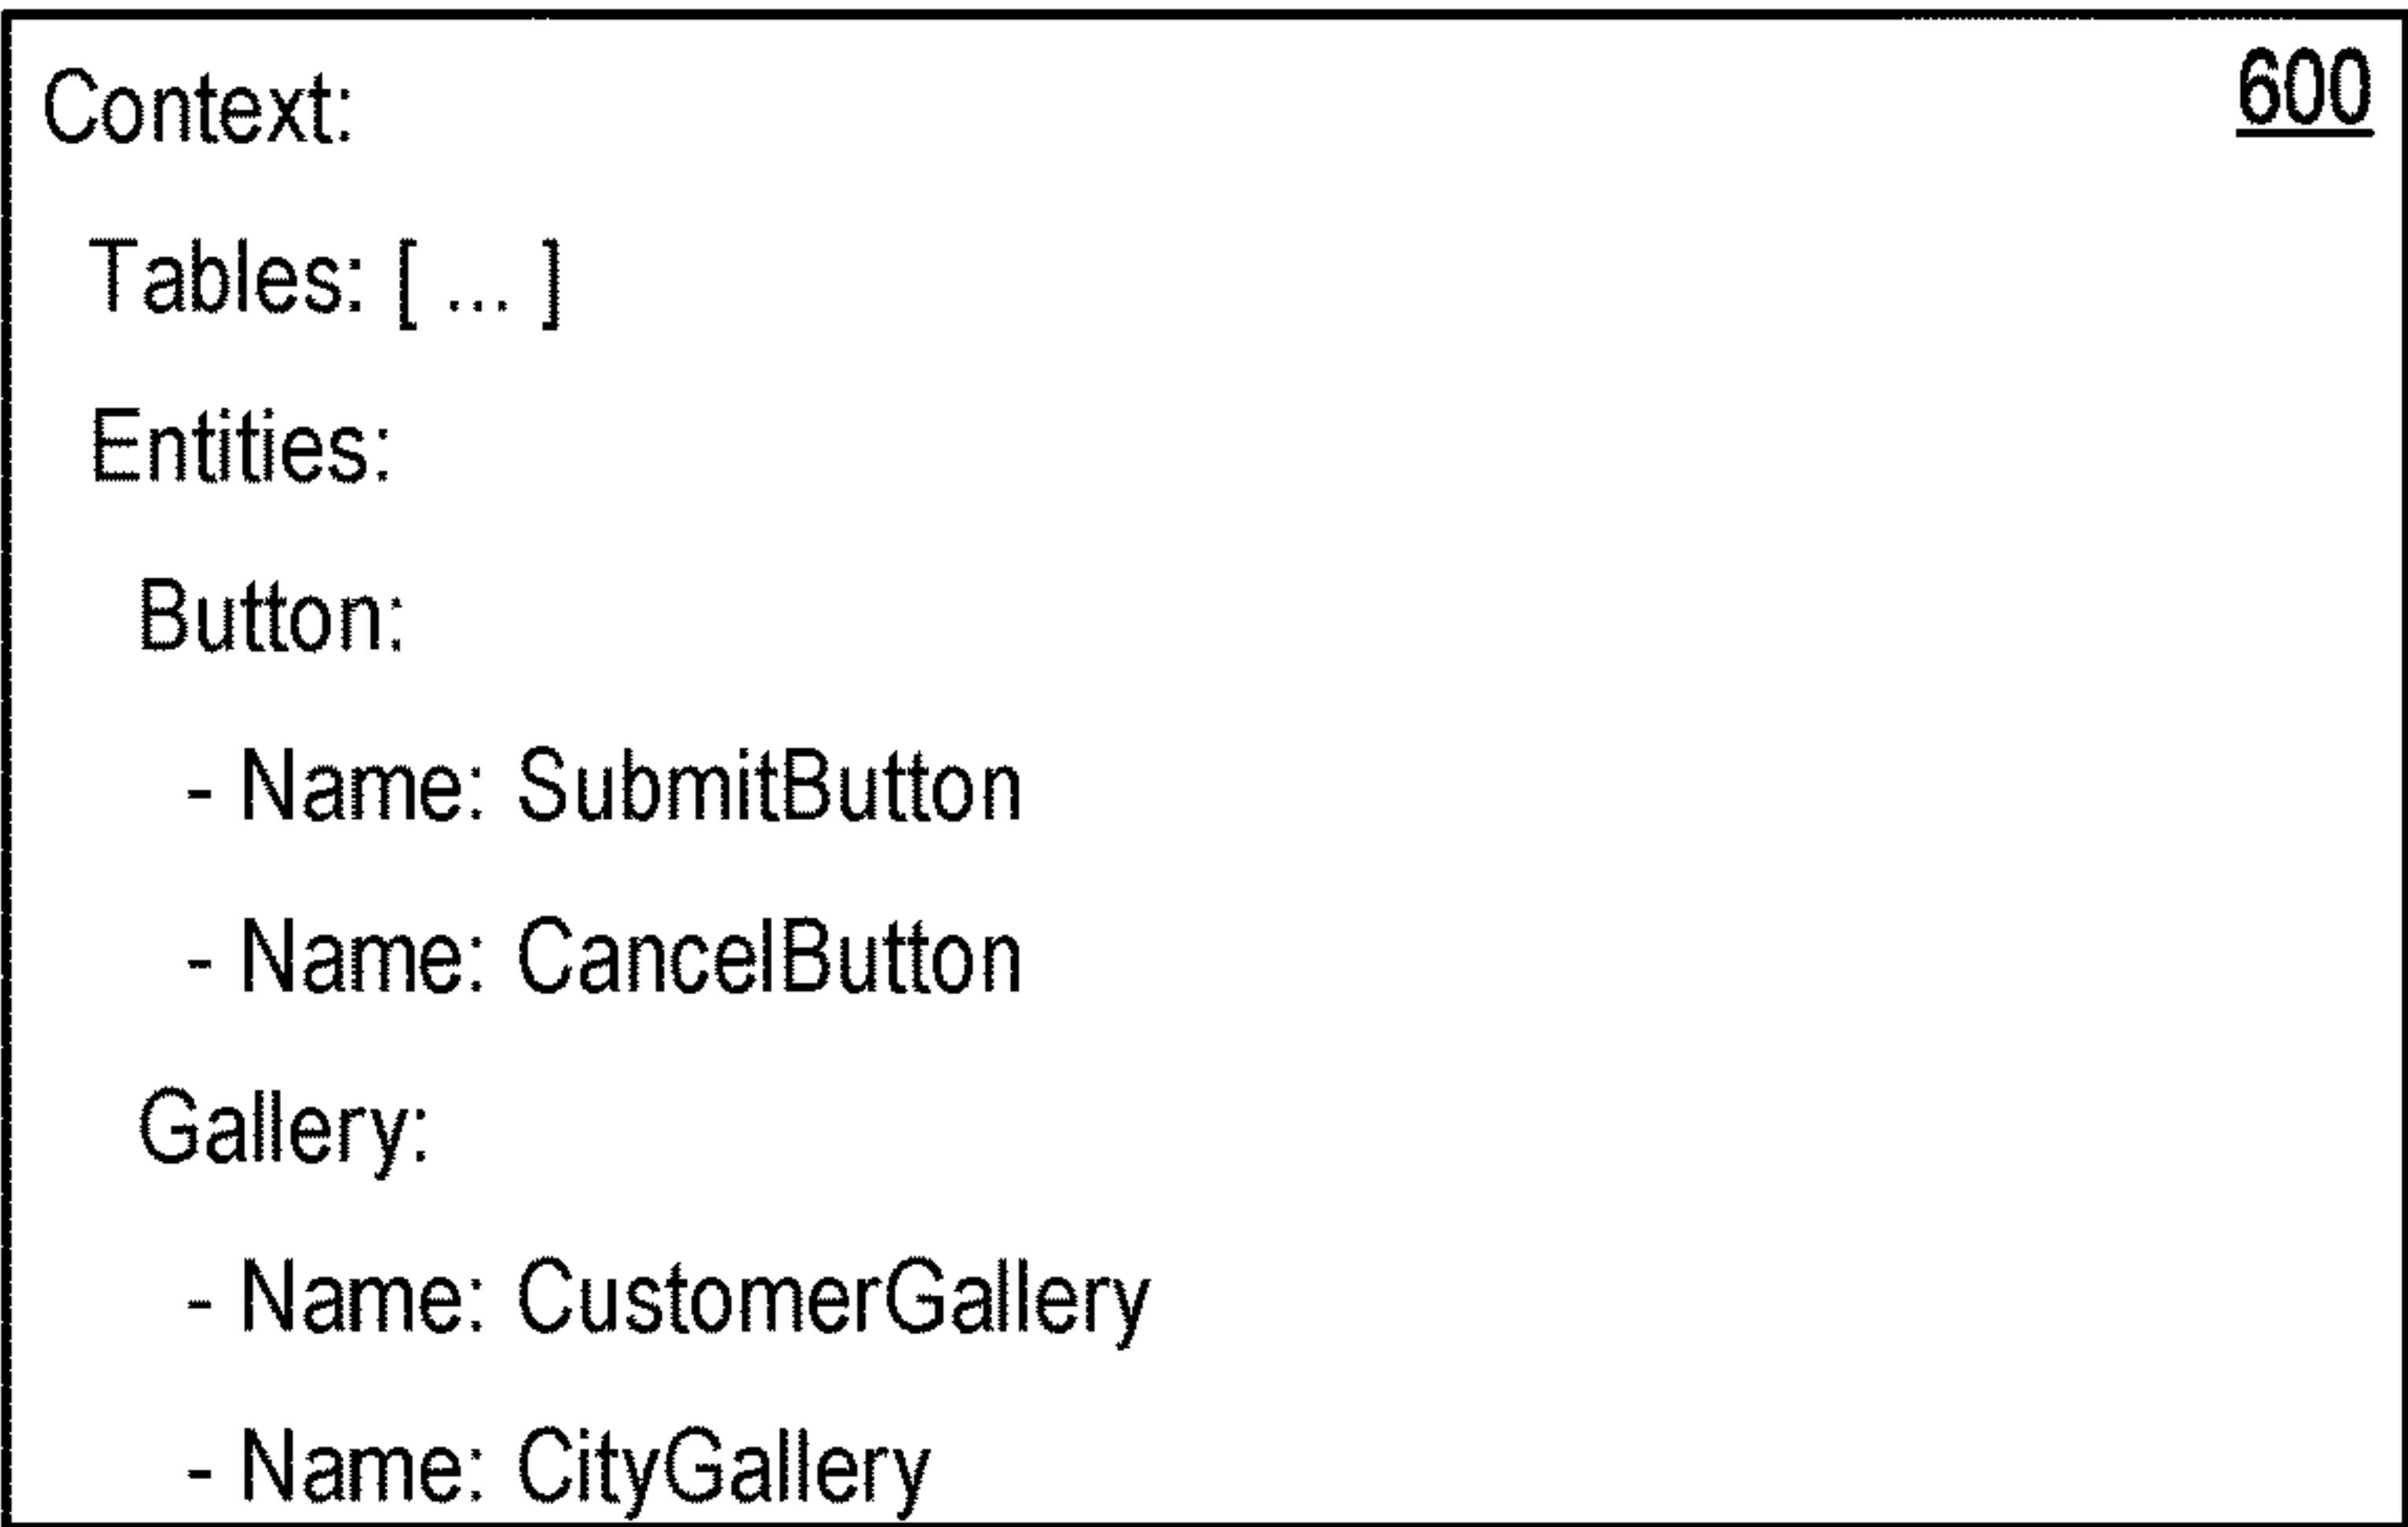 Context:
600
Tables: [ ... ]
Entities:
Button:
- Name: SubmitButton
- Name: CancelButton
Gallery:
- Name: CustomerGallery
- Name: CityGallery